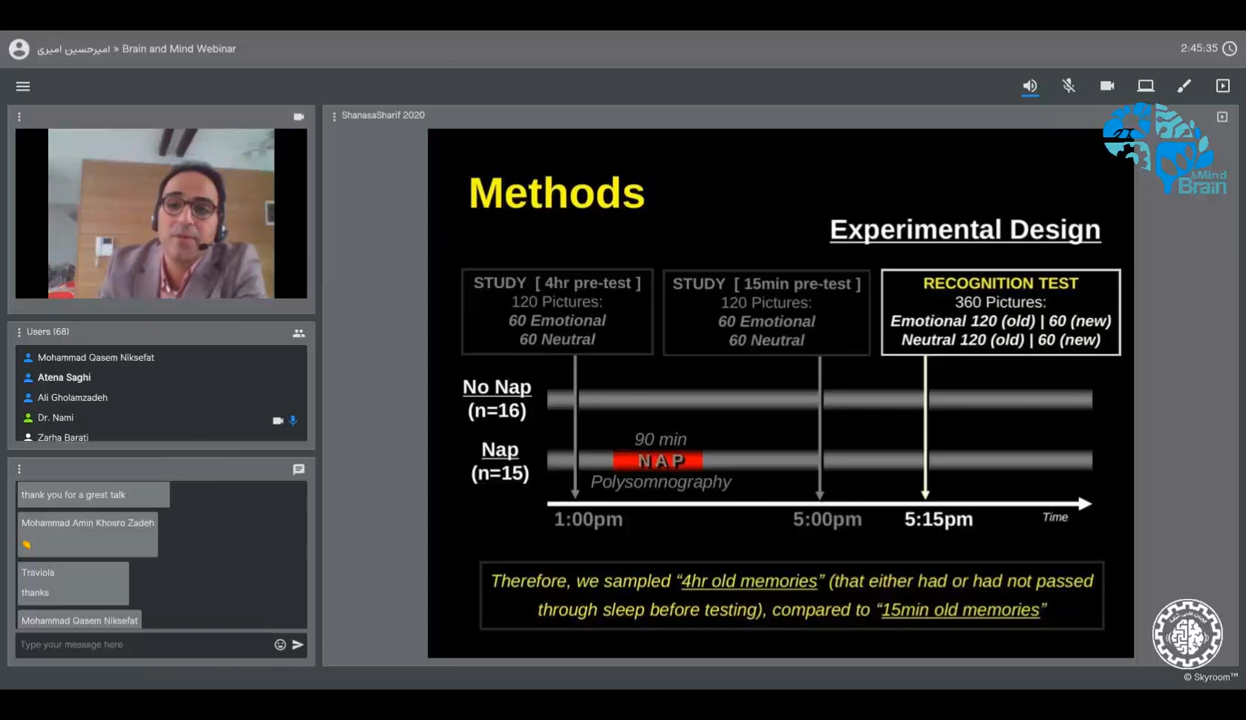 امیرحسین امیری » Brain and Mind Webinar
2:45:35
ShanasaSharif 2020
&Mind
Brain
Users (68)
Mohammad Qasem Niksefat
Atena Saghi
Ali Gholamzadeh
Dr. Nami
Zarha Barati
thank you for a great talk
Mohammad Amin Khosro Zadeh
Traviola
thanks
Mohammad Qasem Niksefat
Type your message here
Methods
Experimental Design
STUDY [ 4hr pre-test ]
120 Pictures:
60 Emotional
60 Neutral
STUDY [ 15min pre-test ]
120 Pictures:
60 Emotional
60 Neutral
RECOGNITION TEST
360 Pictures:
Emotional 120 (old) | 60 (new)
Neutral 120 (old) | 60 (new)
No Nap
(n=16)
Nap
(n=15)
90 min
NAP
Polysomnography
1:00pm
5:00pm
5:15pm
Time
Therefore, we sampled “4hr old memories” (that either had or had not passed
through sleep before testing), compared to “15min old memories”
© Skyroom™